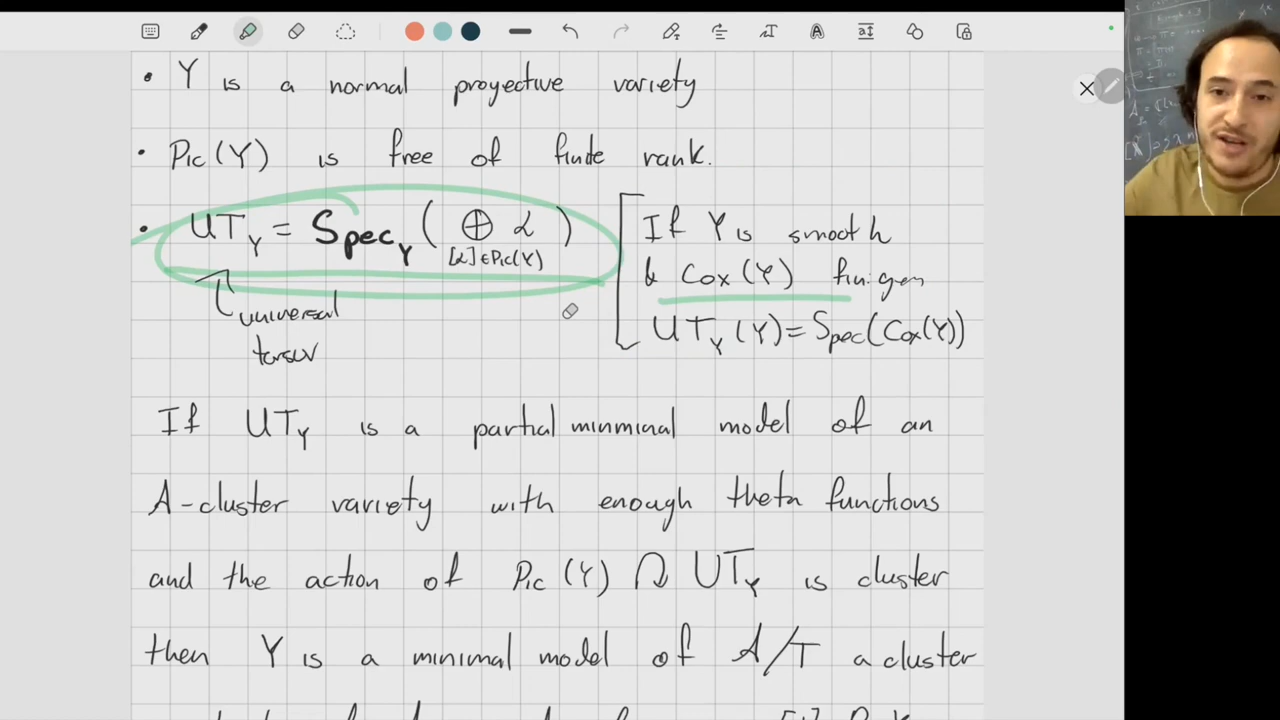 • Y is a normal proyective variety
• Pic(Y) is free of finite rank.
• UT_Y = Spec_Y ( ⊕ ℒ )
[ℒ]∈Pic(Y)
universal
torsor
If Y is smooth
& Cox(Y) fin. gen
UT_Y(Y)=Spec(Cox(Y))
If UT_Y is a partial minminal model of an
A-cluster variety with enough theta functions
and the action of Pic(Y) ↷ UT_Y is cluster
then Y is a minimal model of A/T a cluster